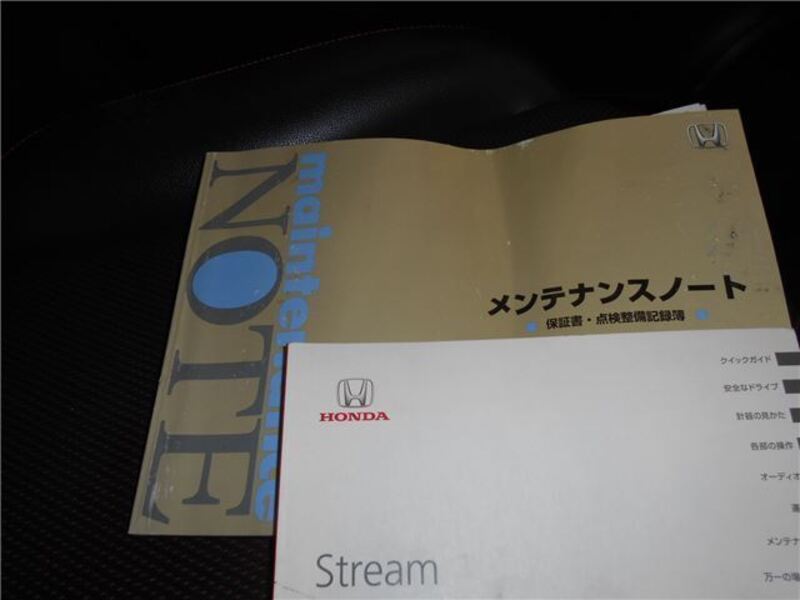 maintenance
NOTE
メンテナンスノート
保証書・点検整備記録簿
HONDA
Stream
クイックガイド
安全なドライブ
計器の見かた
各部の操作
オーディオ
メンテナ
万一の場